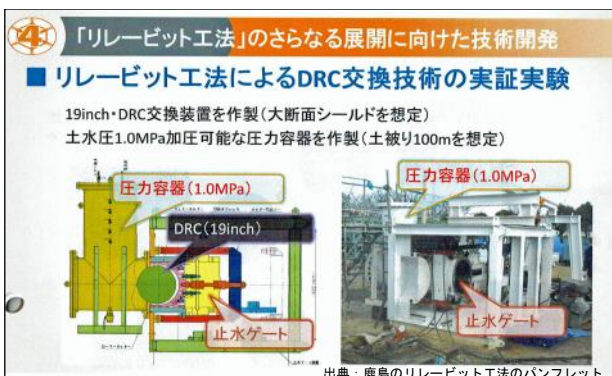 4 「リレービット工法」のさらなる展開に向けた技術開発
■ リレービット工法によるDRC交換技術の実証実験
19inch・DRC交換装置を作製（大断面シールドを想定）
土水圧1.0MPa加圧可能な圧力容器を作製（土被り100mを想定）
圧力容器（1.0MPa）
DRC（19inch）
止水ゲート
圧力容器（1.0MPa）
止水ゲート
出典：鹿島のリレービット工法のパンフレット